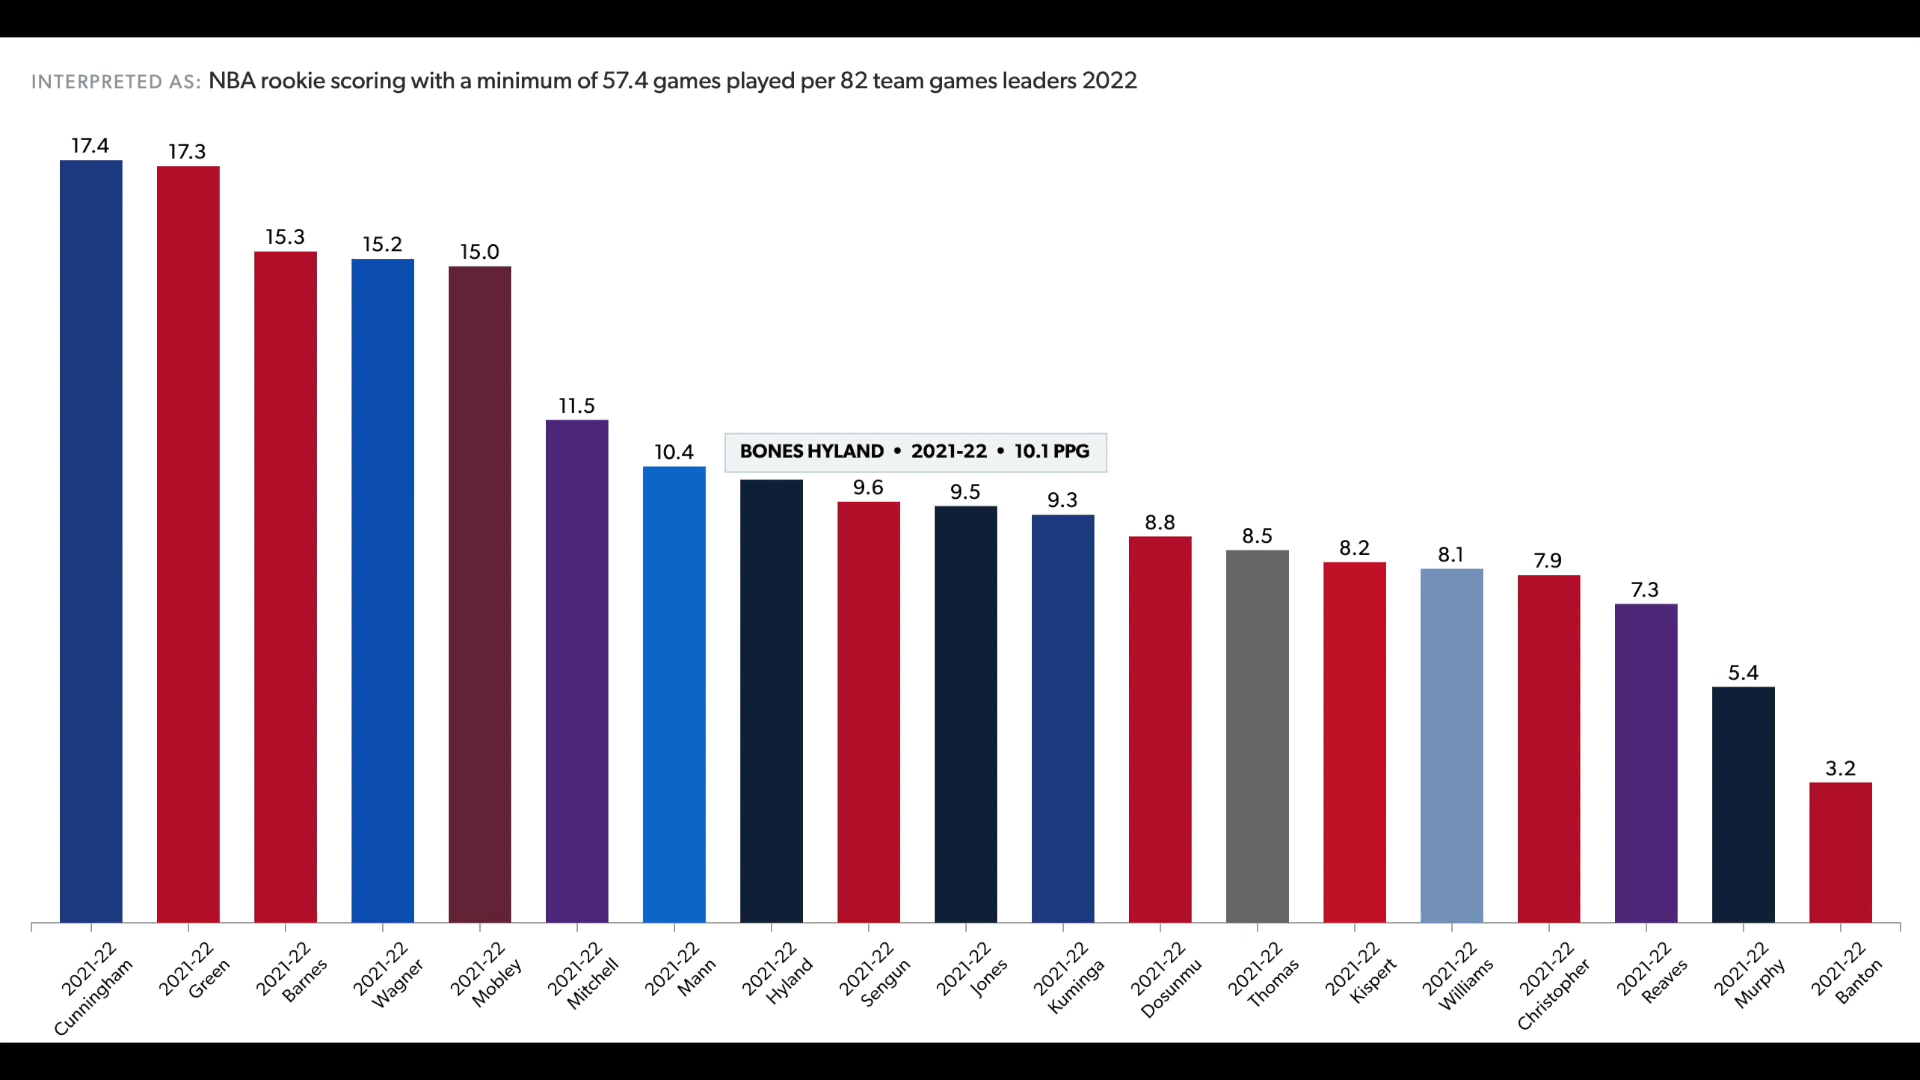 INTERPRETED AS: NBA rookie scoring with a minimum of 57.4 games played per 82 team games leaders 2022
17.4
17.3
15.3
15.2
15.0
11.5
10.4
BONES HYLAND • 2021-22 • 10.1 PPG
9.6
9.5
9.3
8.8
8.5
8.2
8.1
7.9
7.3
5.4
3.2
2021-22
Cunningham
2021-22
Green
2021-22
Barnes
2021-22
Wagner
2021-22
Mobley
2021-22
Mitchell
2021-22
Mann
2021-22
Hyland
2021-22
Sengun
2021-22
Jones
2021-22
Kuminga
2021-22
Dosunmu
2021-22
Thomas
2021-22
Kispert
2021-22
Williams
2021-22
Christopher
2021-22
Reaves
2021-22
Murphy
2021-22
Banton